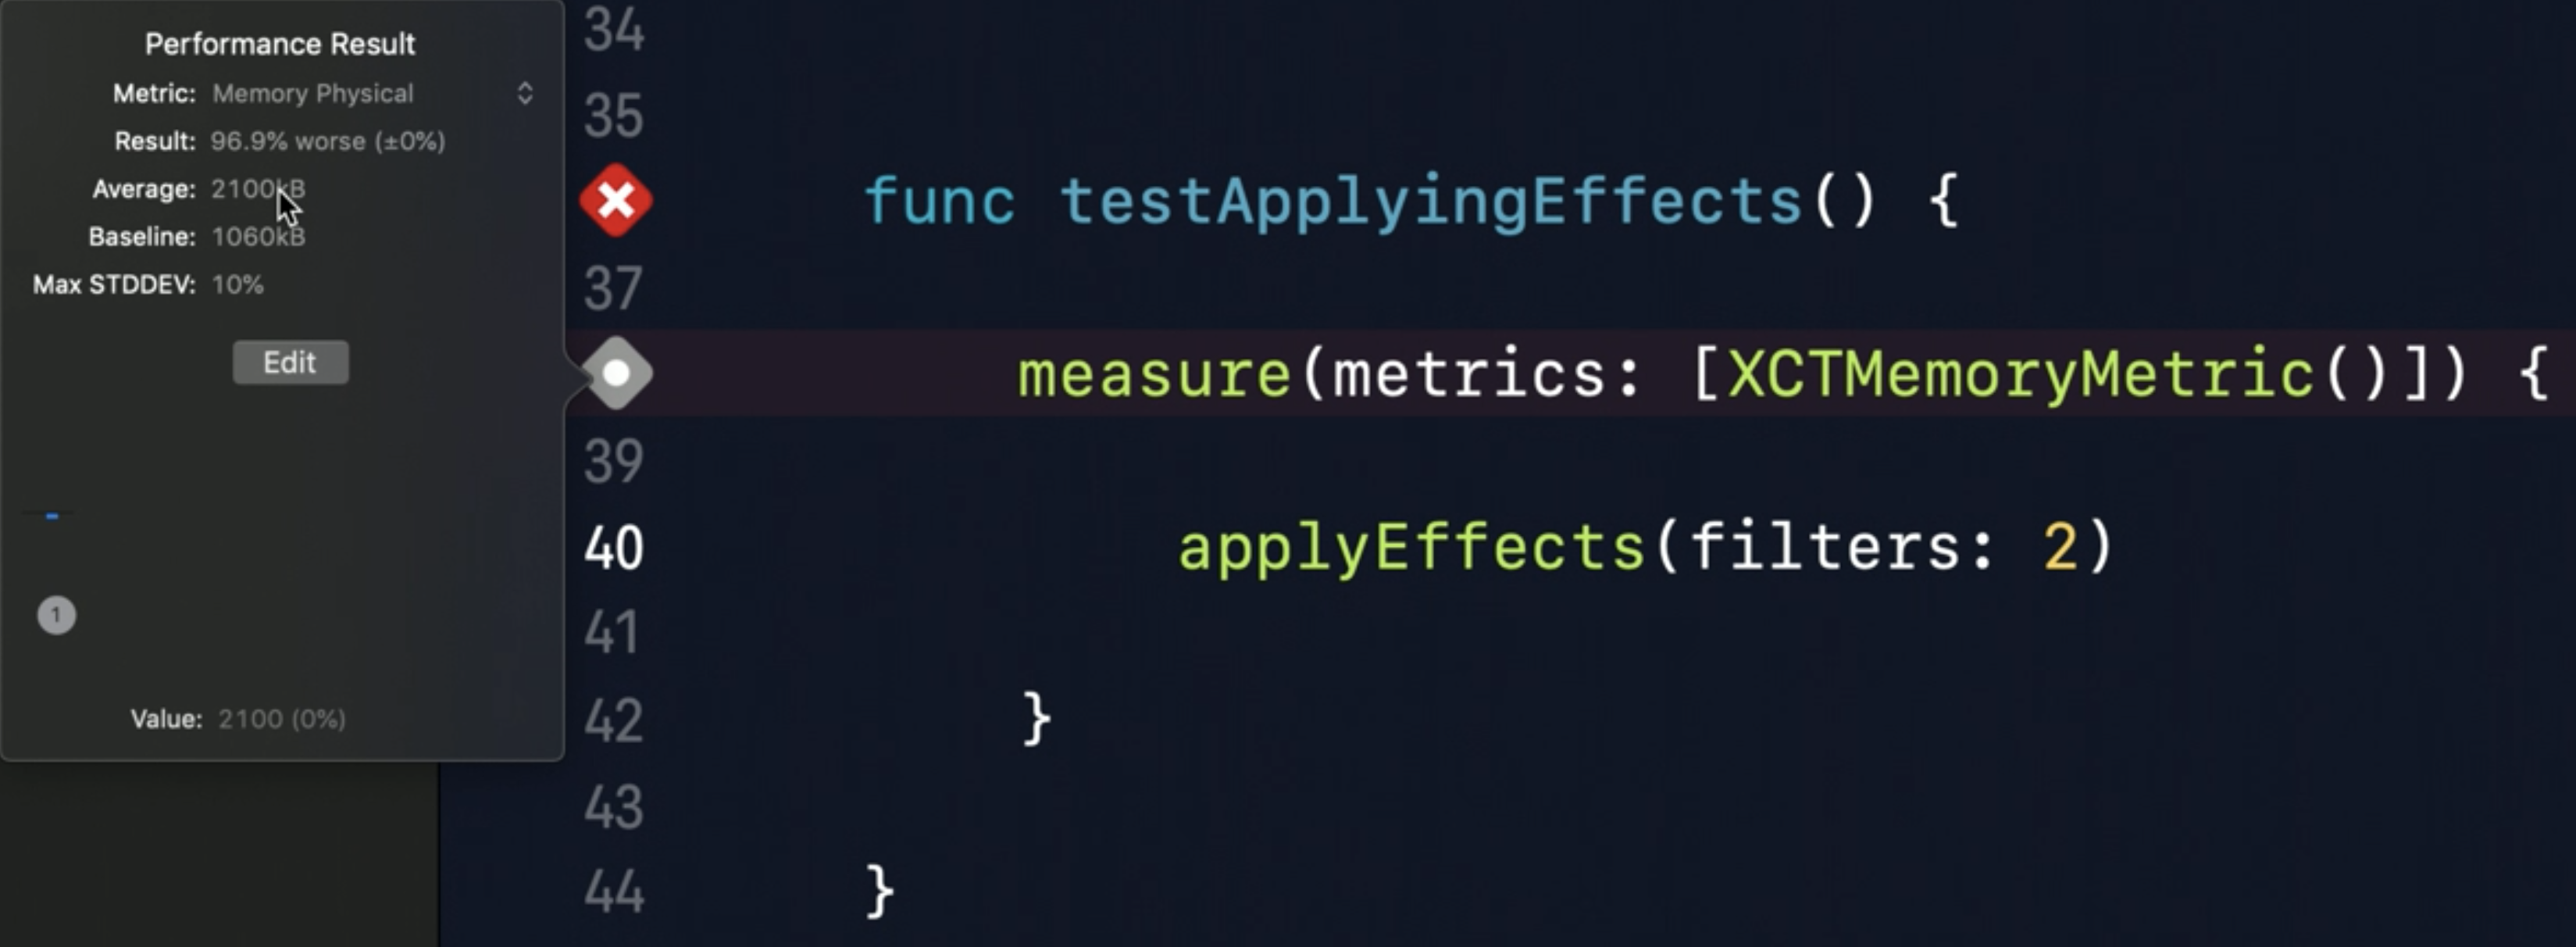 Performance Result
Metric: Memory Physical
Result: 96.9% worse (±0%)
Average: 2100kB
Baseline: 1060kB
Max STDDEV: 10%
Edit
1
Value: 2100 (0%)
34
35
func testApplyingEffects() {
37
measure(metrics: [XCTMemoryMetric()]) {
39
40 applyEffects(filters: 2)
41
42 }
43
44 }